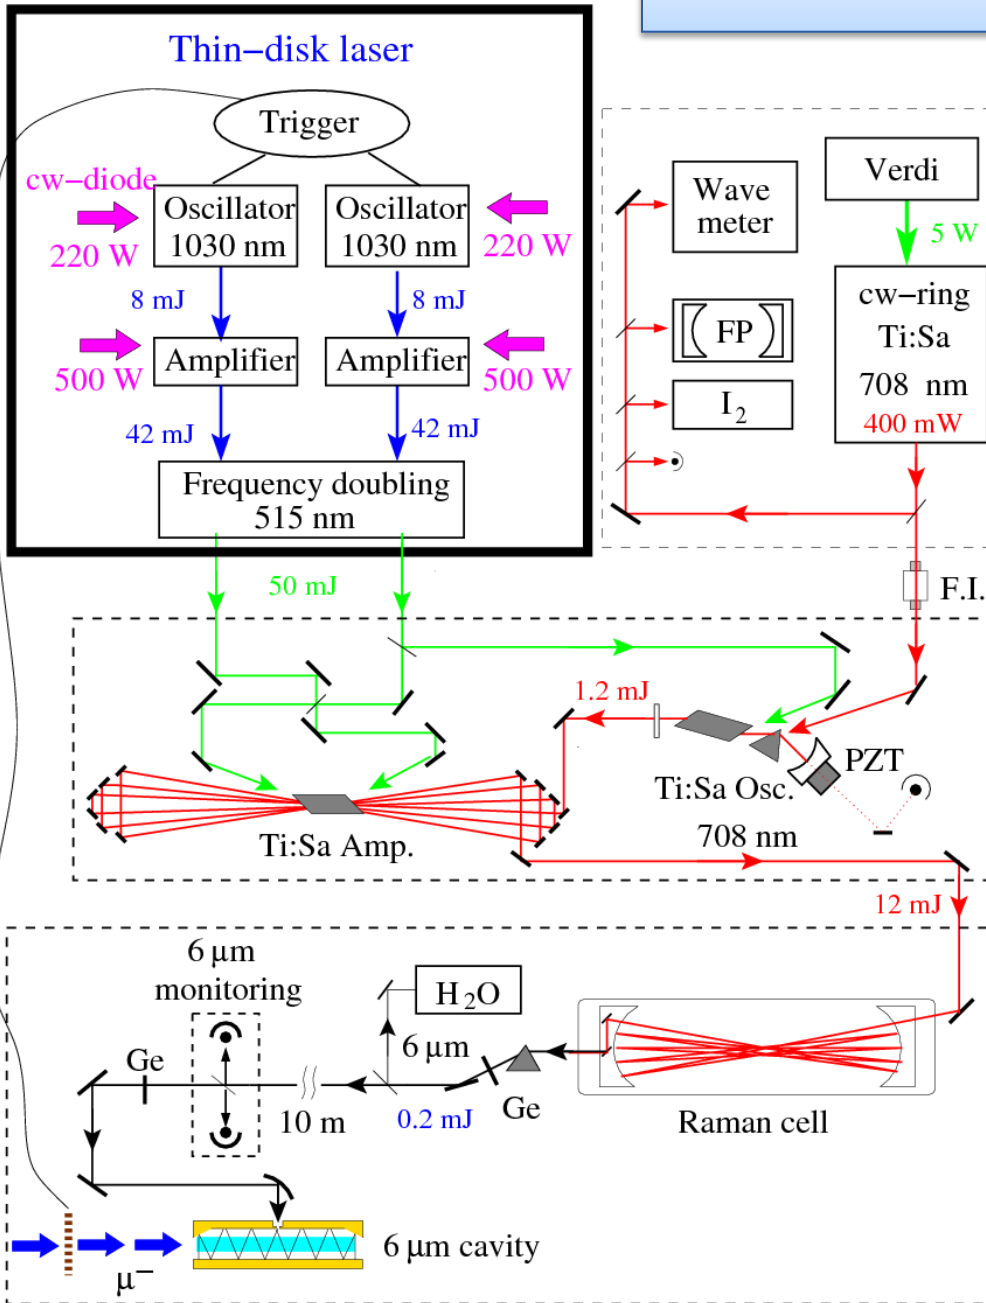 Thin-disk laser
Trigger
cw-diode
220 W
Oscillator
1030 nm
Oscillator
1030 nm
220 W
8 mJ
8 mJ
500 W
Amplifier
Amplifier
500 W
42 mJ
42 mJ
Frequency doubling
515 nm
50 mJ
Wave
meter
FP
I₂
Verdi
5 W
cw-ring
Ti:Sa
708 nm
400 mW
F.I.
1.2 mJ
Ti:Sa Osc.
PZT
Ti:Sa Amp.
708 nm
12 mJ
6 μm
monitoring
H₂O
6 μm
Ge
10 m
0.2 mJ
Ge
Raman cell
6 μm cavity
μ⁻